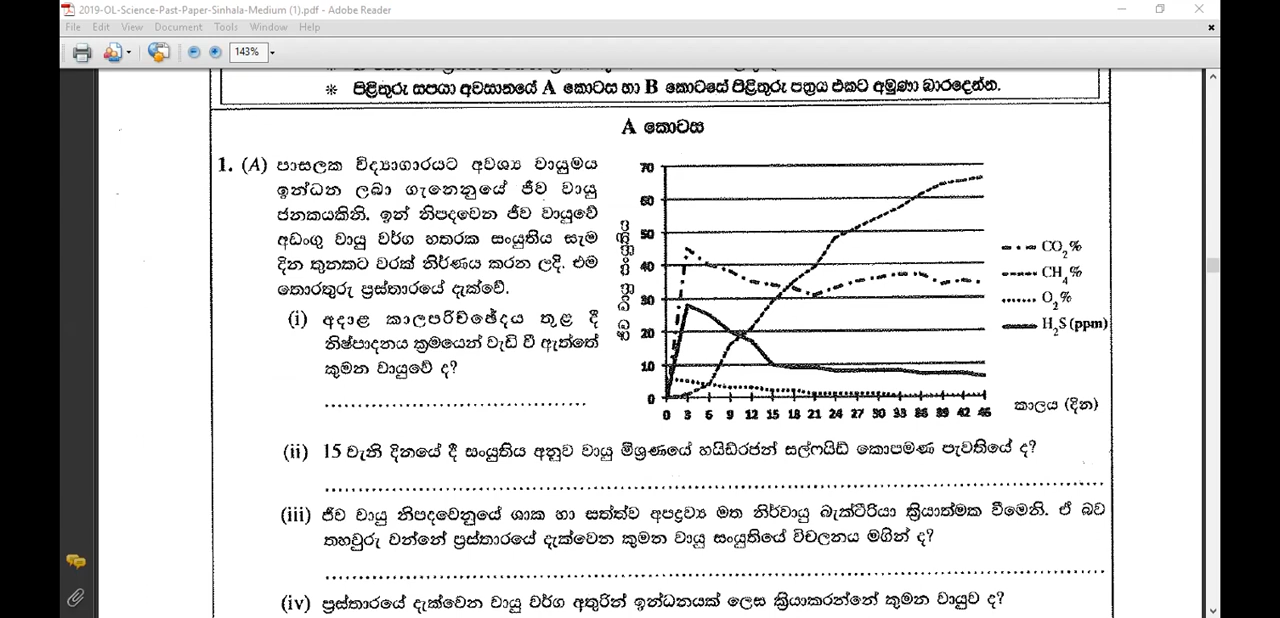 2019-OL-Science-Past-Paper-Sinhala-Medium (1).pdf - Adobe Reader
File Edit View Document Tools Window Help
143%
* පිළිතුරු සපයා අවසානයේ A කොටස හා B කොටසේ පිළිතුරු පත්‍රය එකට අමුණා බාරදෙන්න.
A කොටස
1. (A) පාසලක විද්‍යාගාරයට අවශ්‍ය වායුමය
ඉන්ධන ලබා ගැනෙනුයේ ජීව වායු
ජනකයකිනි. ඉන් නිපදවෙන ජීව වායුවේ
අඩංගු වායු වර්ග හතරක සංයුතිය සෑම
දින තුනකට වරක් නිර්ණය කරන ලදි. එම
තොරතුරු ප්‍රස්තාරයේ දැක්වේ.
(i) අදාළ කාලපරිච්ඡේදය තුළ දී
නිෂ්පාදනය ක්‍රමයෙන් වැඩි වී ඇත්තේ
කුමන වායුවේ ද?
ජීව වායු සංයුතිය
70
60
50
40
30
20
10
0
0 3 6 9 12 15 18 21 24 27 30 33 36 39 42 45
කාලය (දින)
CO₂%
CH₄%
O₂%
H₂S (ppm)
(ii) 15 වැනි දිනයේ දී සංයුතිය අනුව වායු මිශ්‍රණයේ හයිඩ්රජන් සල්ෆයිඩ් කොපමණ පැවතියේ ද?
(iii) ජීව වායු නිපදවෙනුයේ ශාක හා සත්ත්ව අපද්‍රව්‍ය මත නිර්වායු බැක්ටීරියා ක්‍රියාත්මක වීමෙනි. ඒ බව
තහවුරු වන්නේ ප්‍රස්තාරයේ දැක්වෙන කුමන වායු සංයුතියේ විචලනය මගින් ද?
(iv) ප්‍රස්තාරයේ දැක්වෙන වායු වර්ග අතුරින් ඉන්ධනයක් ලෙස ක්‍රියාකරන්නේ කුමන වායුව ද?